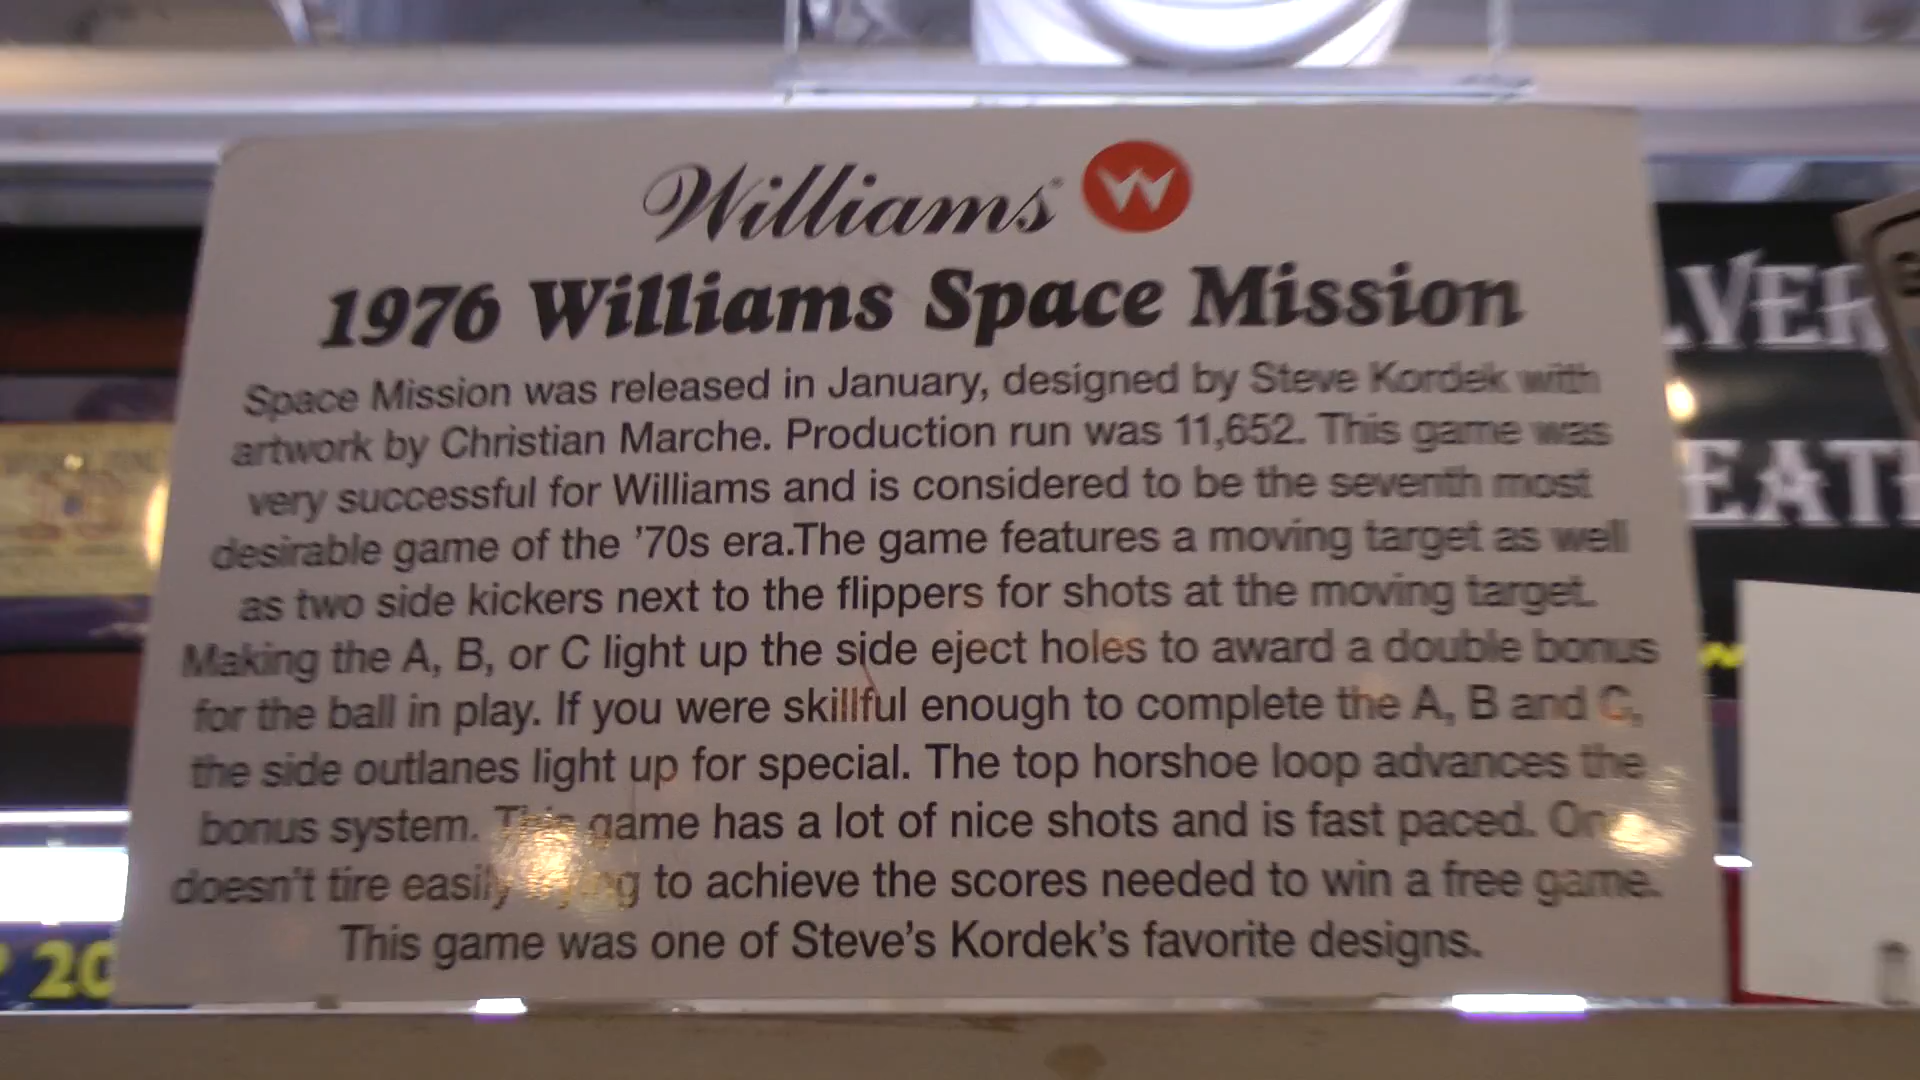 Williams W
1976 Williams Space Mission
Space Mission was released in January, designed by Steve Kordek with
artwork by Christian Marche. Production run was 11,652. This game was
very successful for Williams and is considered to be the seventh most
desirable game of the '70s era.The game features a moving target as well
as two side kickers next to the flippers for shots at the moving target.
Making the A, B, or C light up the side eject holes to award a double bonus
for the ball in play. If you were skillful enough to complete the A, B and C,
the side outlanes light up for special. The top horshoe loop advances the
bonus system. This game has a lot of nice shots and is fast paced.
doesn't tire easily to achieve the scores needed to win a free game.
This game was one of Steve's Kordek's favorite designs.
20